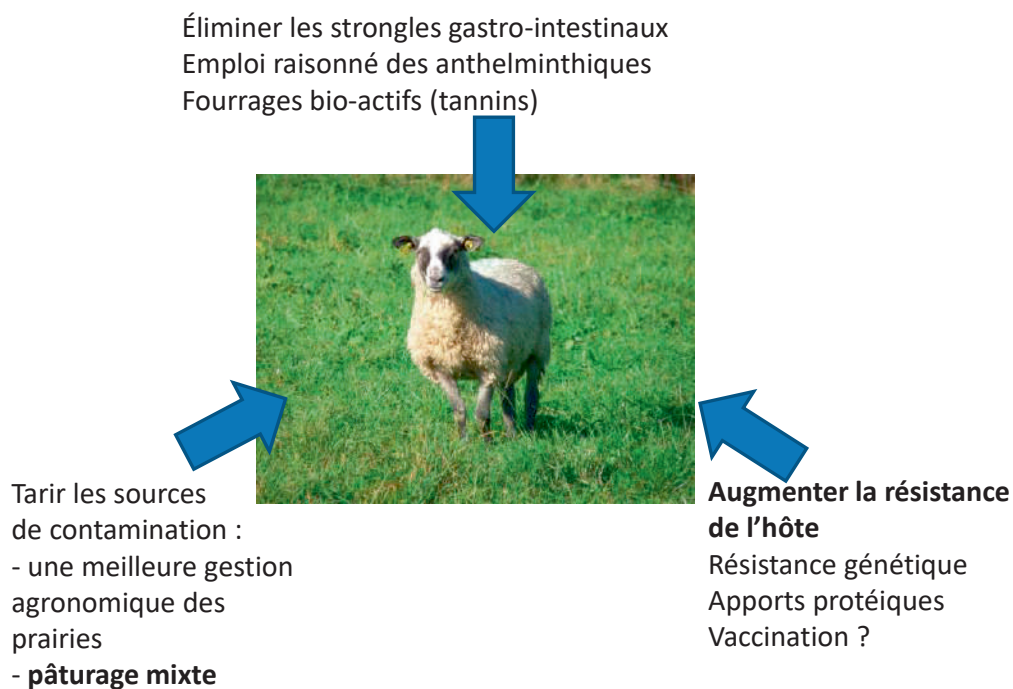 Éliminer les strongles gastro-intestinaux
Emploi raisonné des anthelminthiques
Fourrages bio-actifs (tannins)
Tarir les sources
de contamination :
- une meilleure gestion
agronomique des
prairies
- pâturage mixte
Augmenter la résistance
de l’hôte
Résistance génétique
Apports protéiques
Vaccination ?